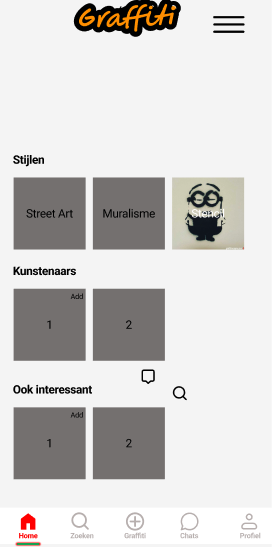 Graffiti
Stijlen
Street Art Muralisme Stencil
Kunstenaars
Add
1 2
Ook interessant
Add
1 2
Home Zoeken Graffiti Chats Profiel